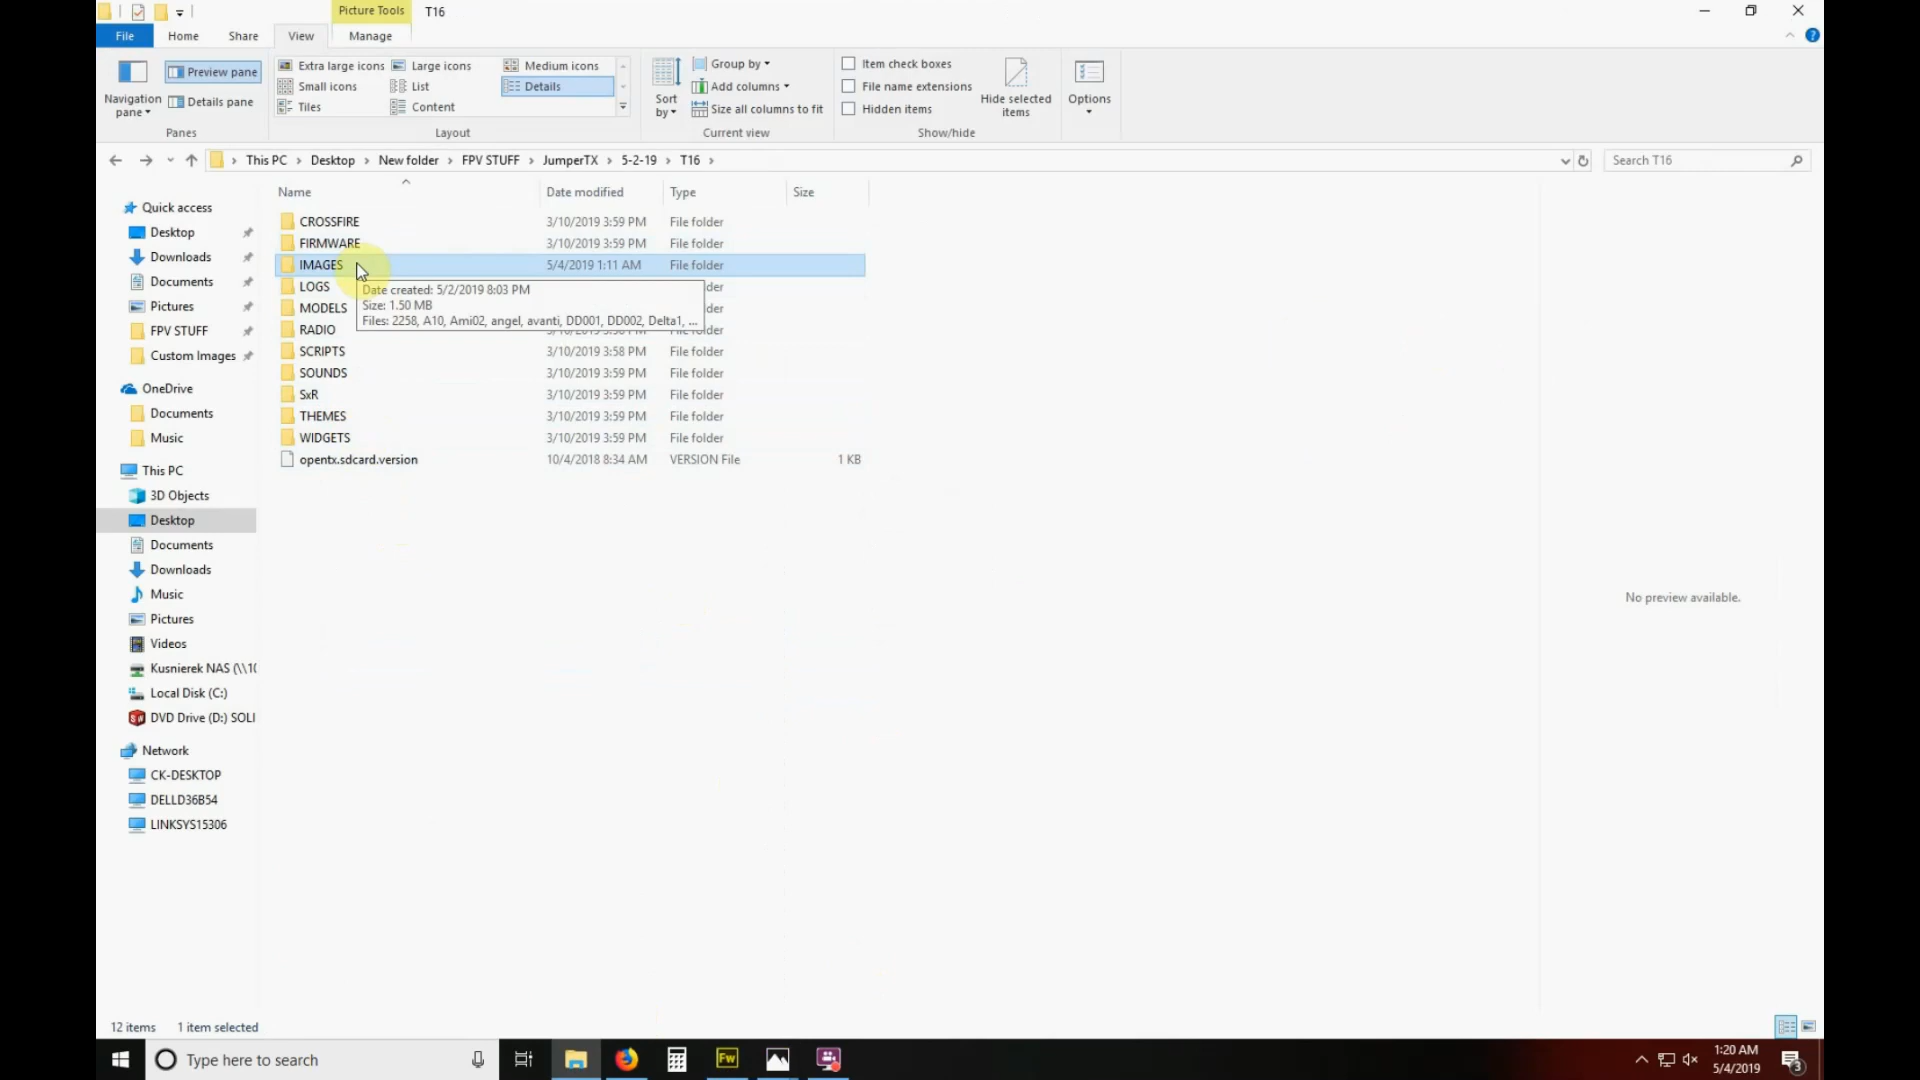 Picture Tools T16
File Home Share View Manage
Navigation pane
Preview pane
Details pane
Panes
Extra large icons Large icons Medium icons
Small icons List Details
Tiles Content
Layout
Sort by
Group by
Add columns
Size all columns to fit
Current view
Item check boxes
File name extensions
Hidden items
Hide selected items
Show/hide
Options
This PC > Desktop > New folder > FPV STUFF > JumperTX > 5-2-19 > T16 >
Search T16
Quick access
Desktop
Downloads
Documents
Pictures
FPV STUFF
Custom Images
OneDrive
Documents
Music
This PC
3D Objects
Desktop
Documents
Downloads
Music
Pictures
Videos
Kusnierek NAS (\\10
Local Disk (C:)
DVD Drive (D:) SOLI
Network
CK-DESKTOP
DELLD36B54
LINKSYS15306
Name Date modified Type Size
CROSSFIRE 3/10/2019 3:59 PM File folder
FIRMWARE 3/10/2019 3:59 PM File folder
IMAGES 5/4/2019 1:11 AM File folder
LOGS der
MODELS der
RADIO der
Date created: 5/2/2019 8:03 PM
Size: 1.50 MB
Files: 2258, A10, Ami02, angel, avanti, DD001, DD002, Delta1, ...
SCRIPTS 3/10/2019 3:58 PM File folder
SOUNDS 3/10/2019 3:59 PM File folder
SxR 3/10/2019 3:59 PM File folder
THEMES 3/10/2019 3:59 PM File folder
WIDGETS 3/10/2019 3:59 PM File folder
opentx.sdcard.version 10/4/2018 8:34 AM VERSION File 1 KB
No preview available.
12 items 1 item selected
Type here to search
Fw
1:20 AM
5/4/2019
3